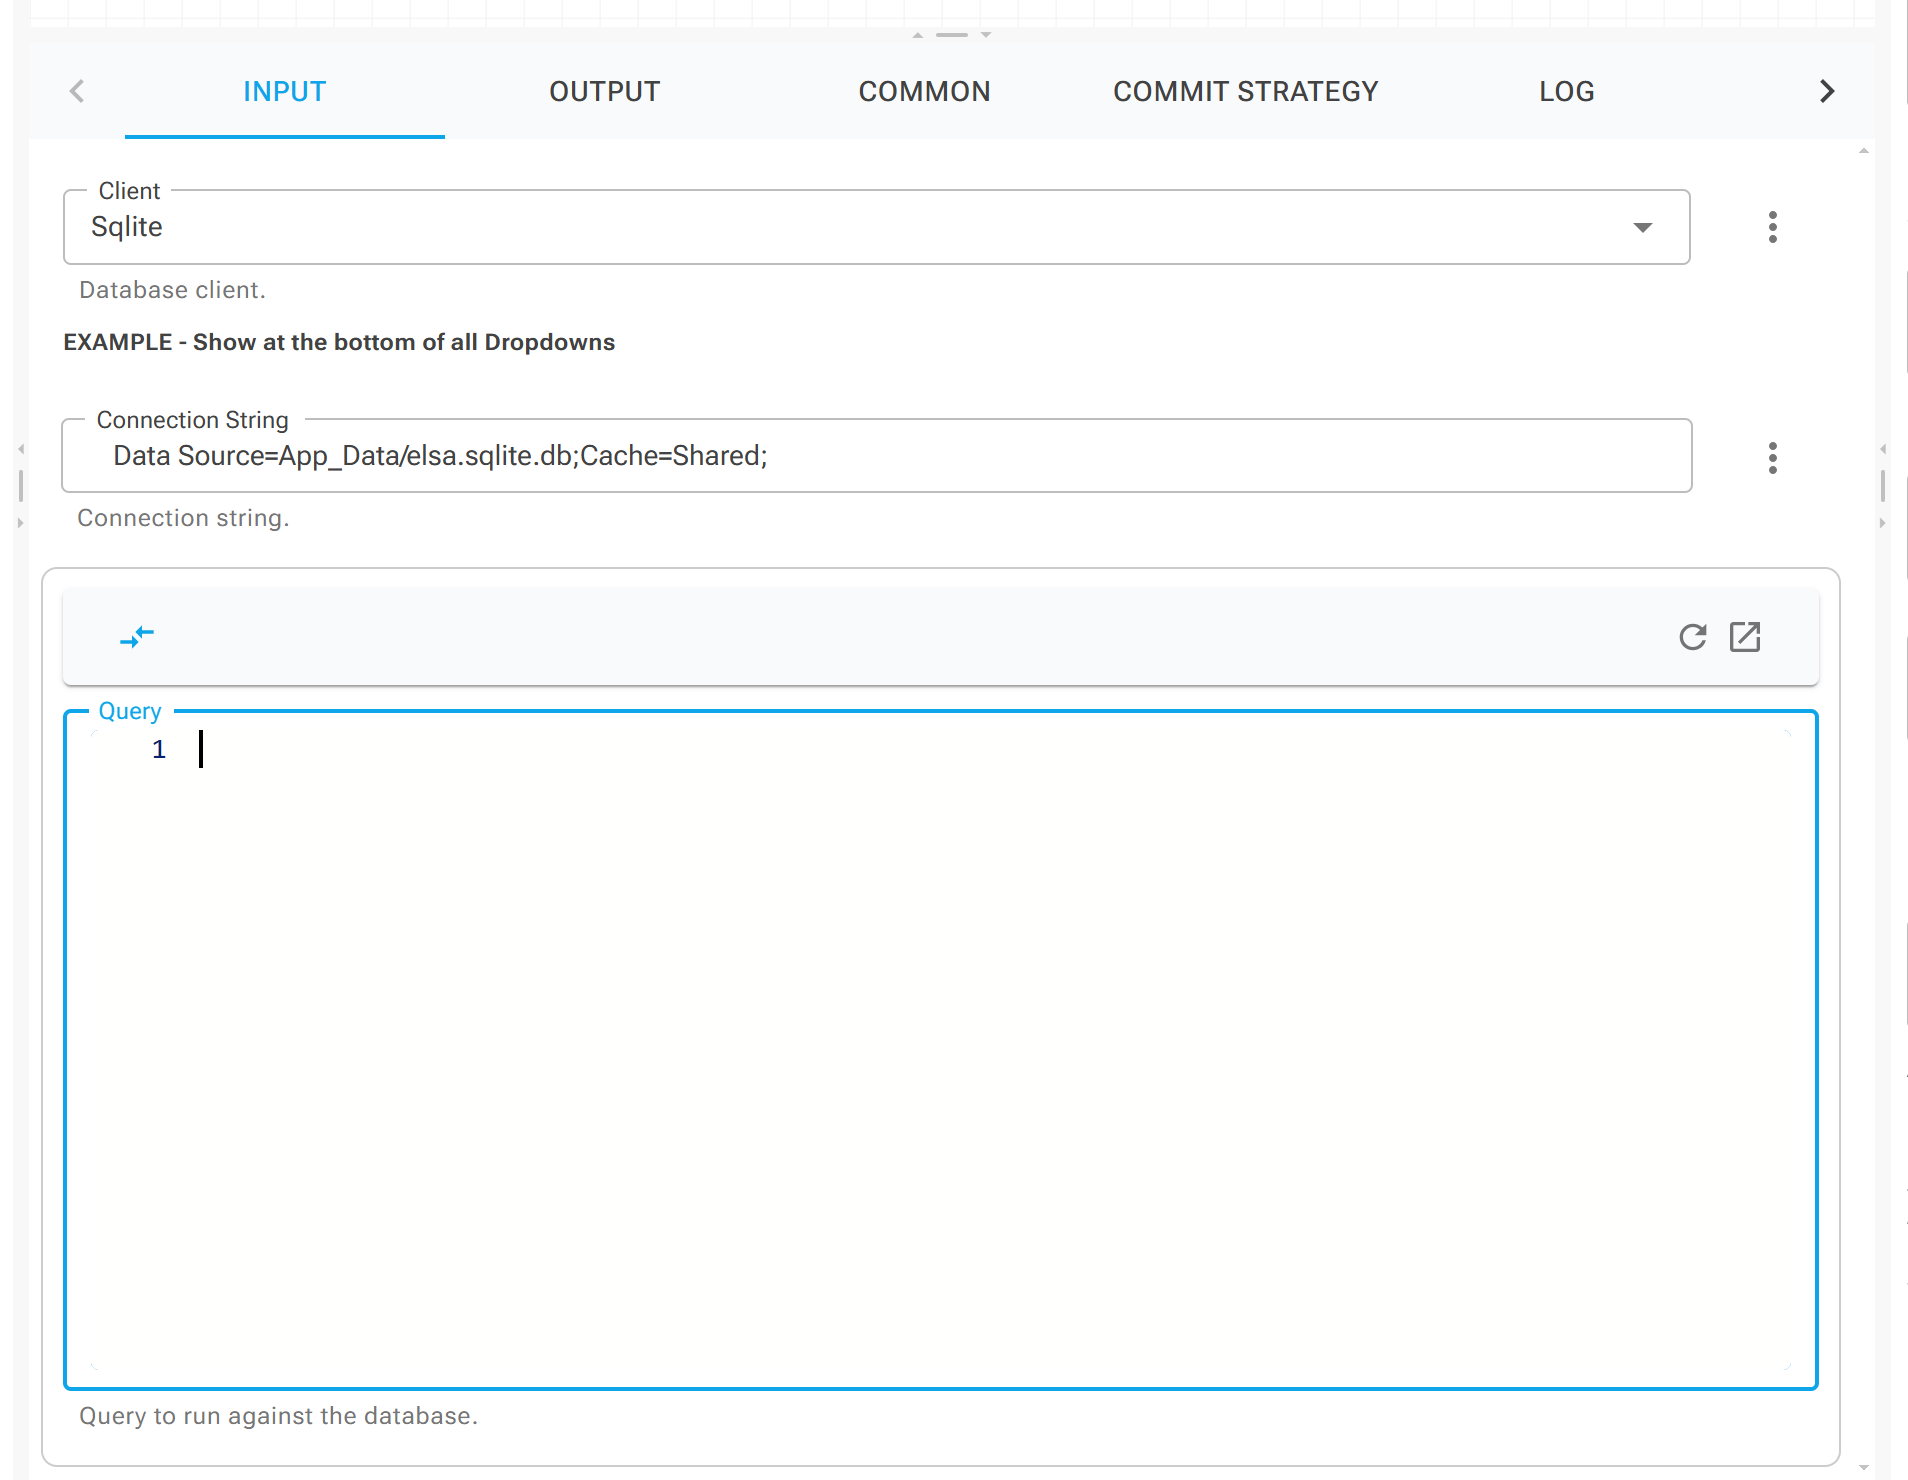 INPUT OUTPUT COMMON COMMIT STRATEGY LOG
Client
Sqlite
Database client.
EXAMPLE - Show at the bottom of all Dropdowns
Connection String
Data Source=App_Data/elsa.sqlite.db;Cache=Shared;
Connection string.
Query
1
Query to run against the database.